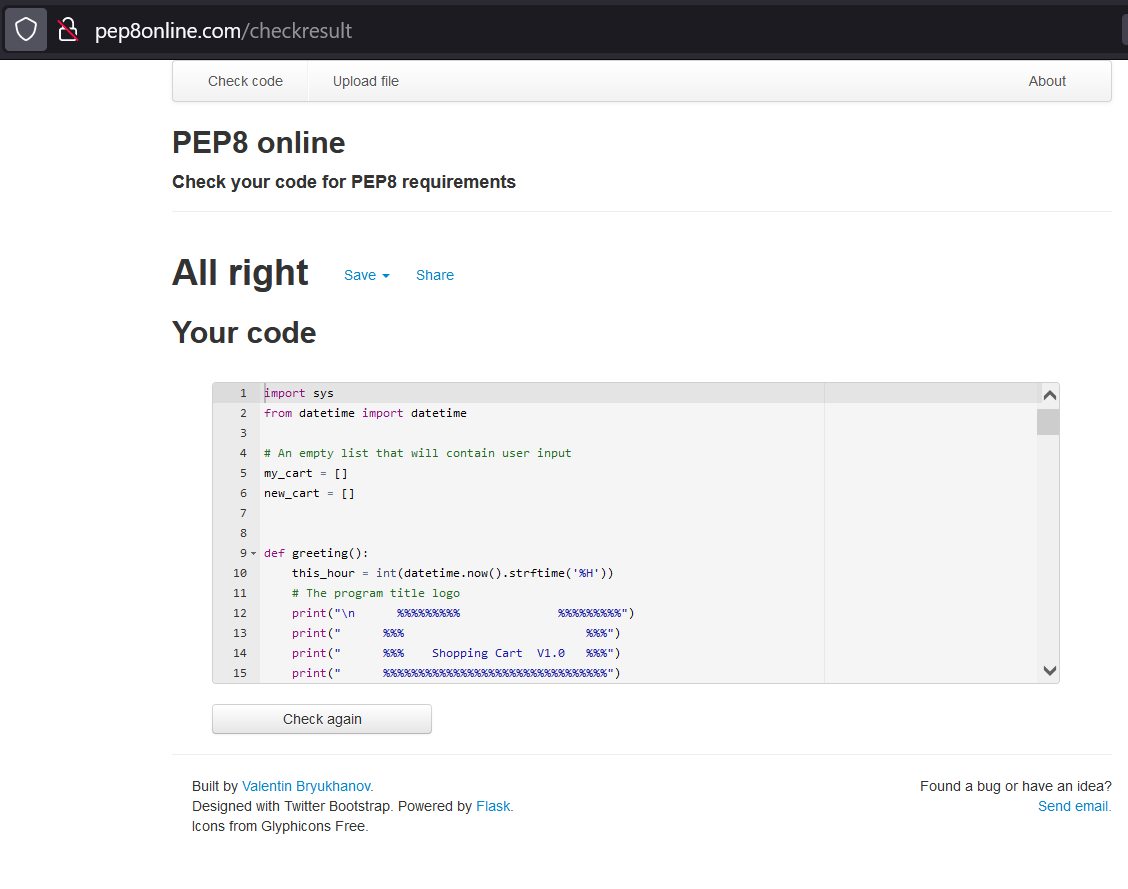 pep8online.com/checkresult
Check code Upload file About
PEP8 online
Check your code for PEP8 requirements
All right Save Share
Your code
1 import sys
2 from datetime import datetime
3
4 # An empty list that will contain user input
5 my_cart = []
6 new_cart = []
7
8
9 def greeting():
10     this_hour = int(datetime.now().strftime('%H'))
11     # The program title logo
12     print("\n      %%%%%%%%%              %%%%%%%%%")
13     print("      %%%                          %%%")
14     print("      %%%    Shopping Cart  V1.0   %%%")
15     print("      %%%%%%%%%%%%%%%%%%%%%%%%%%%%%%%%")
Check again
Built by Valentin Bryukhanov.
Designed with Twitter Bootstrap. Powered by Flask.
Icons from Glyphicons Free.
Found a bug or have an idea?
Send email.